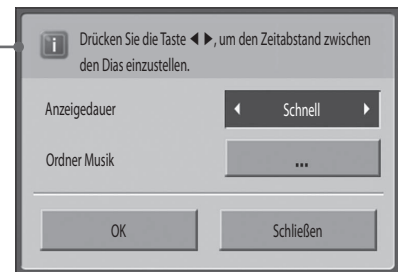 Drücken Sie die Taste ◀ ▶, um den Zeitabstand zwischen
den Dias einzustellen.
Anzeigedauer ◀ Schnell ▶
Ordner Musik ...
OK Schließen